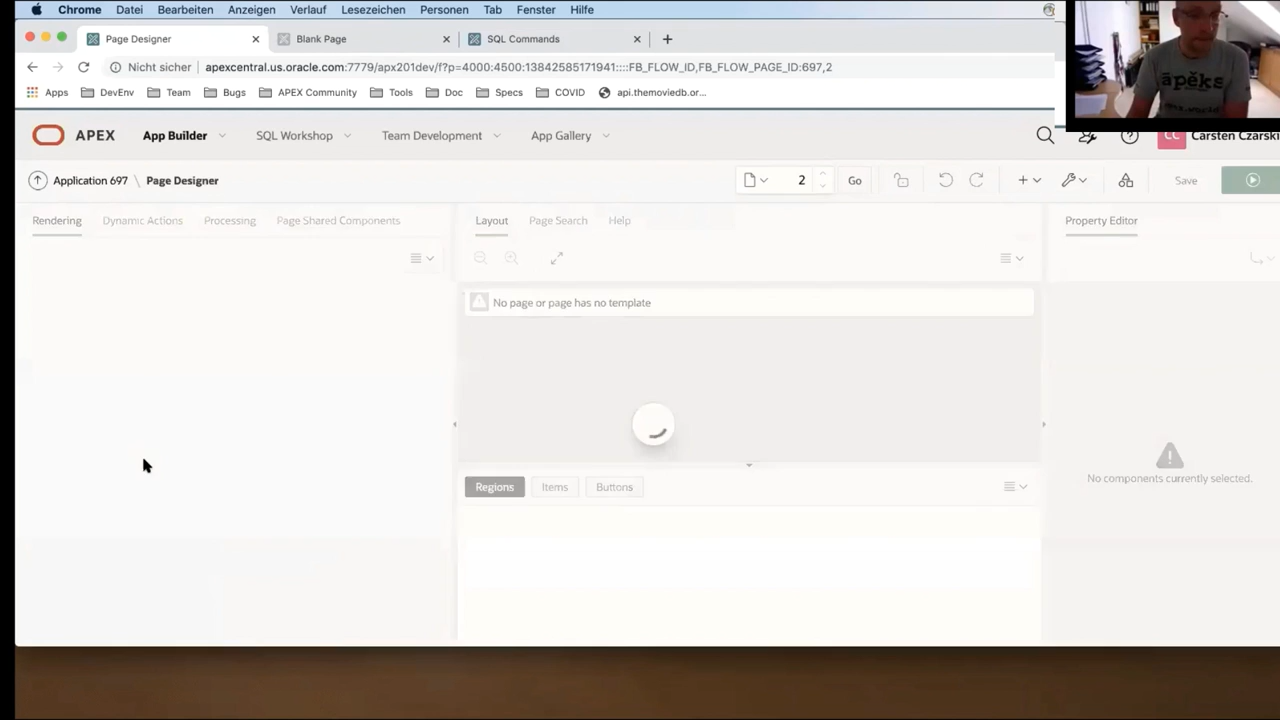 Chrome Datei Bearbeiten Anzeigen Verlauf Lesezeichen Personen Tab Fenster Hilfe
Page Designer Blank Page SQL Commands
Nicht sicher apexcentral.us.oracle.com:7779/apx201dev/f?p=4000:4500:13842585171941::::FB_FLOW_ID,FB_FLOW_PAGE_ID:697,2
Apps DevEnv Team Bugs APEX Community Tools Doc Specs COVID api.themoviedb.or...
āpěks
APEX App Builder SQL Workshop Team Development App Gallery CC Carsten Czarski
Application 697 \ Page Designer 2 Go Save
Rendering Dynamic Actions Processing Page Shared Components Layout Page Search Help Property Editor
No page or page has no template
No components currently selected.
Regions Items Buttons